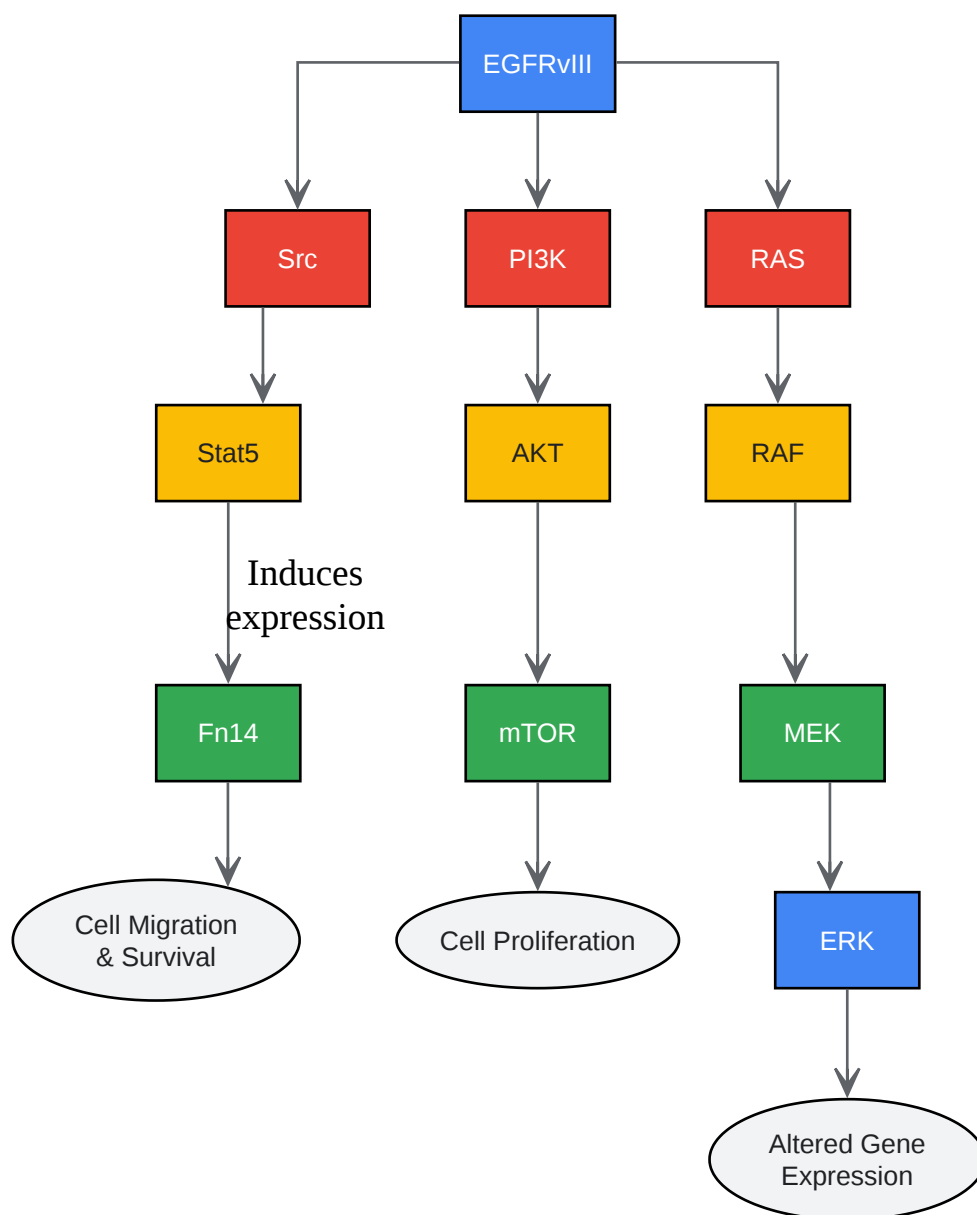 EGFRvIII
Src
PI3K
RAS
Stat5
AKT
RAF
Induces
expression
Fn14
mTOR
MEK
Cell Migration
& Survival
Cell Proliferation
ERK
Altered Gene
Expression